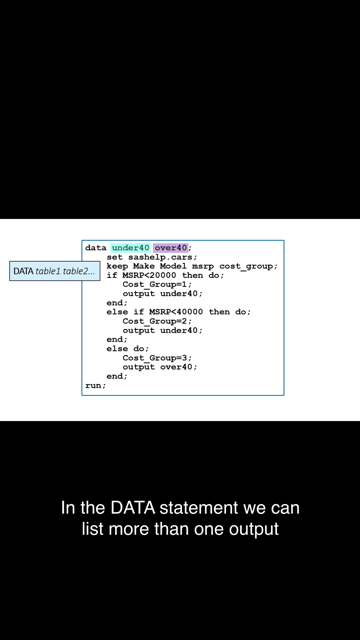 data under40 over40;
set sashelp.cars;
DATA table1 table2...
keep Make Model msrp cost_group;
if MSRP<20000 then do;
Cost_Group=1;
output under40;
end;
else if MSRP<40000 then do;
Cost_Group=2;
output under40;
end;
else do;
Cost_Group=3;
output over40;
end;
run;
In the DATA statement we can
list more than one output